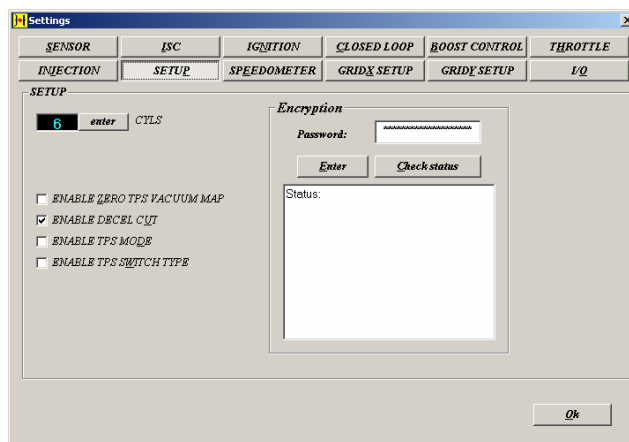 Settings
SENSOR ISC IGNITION CLOSED LOOP BOOST CONTROL THROTTLE
INJECTION SETUP SPEEDOMETER GRIDX SETUP GRIDY SETUP I/O
SETUP
6 enter CYLS
Encryption
Password: ********************
Enter Check status
Status:
ENABLE ZERO TPS VACUUM MAP
ENABLE DECEL CUT
ENABLE TPS MODE
ENABLE TPS SWITCH TYPE
Ok